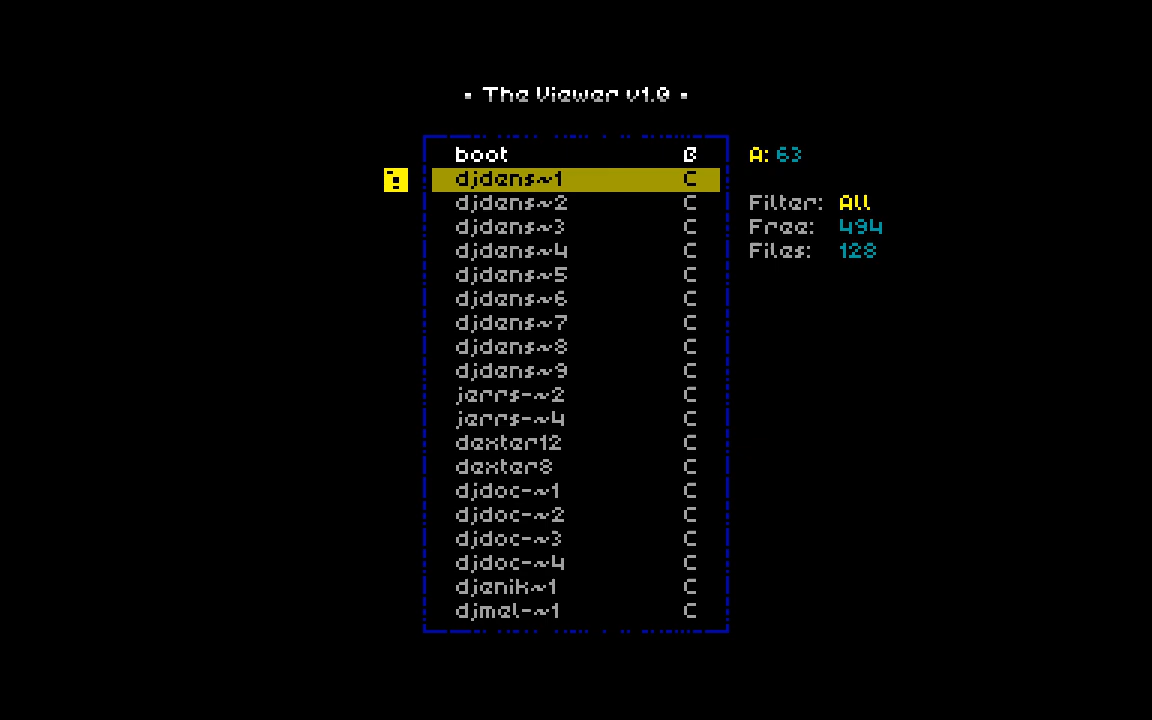 ▪ The Viewer v1.0 ▪
boot B
djdens~1 C
djdens~2 C
djdens~3 C
djdens~4 C
djdens~5 C
djdens~6 C
djdens~7 C
djdens~8 C
djdens~9 C
jerrs-~2 C
jerrs-~4 C
dexter12 C
dexter8 C
djdoc-~1 C
djdoc-~2 C
djdoc-~3 C
djdoc-~4 C
djenik~1 C
djmel-~1 C
A: 63
Filter: All
Free: 494
Files: 128